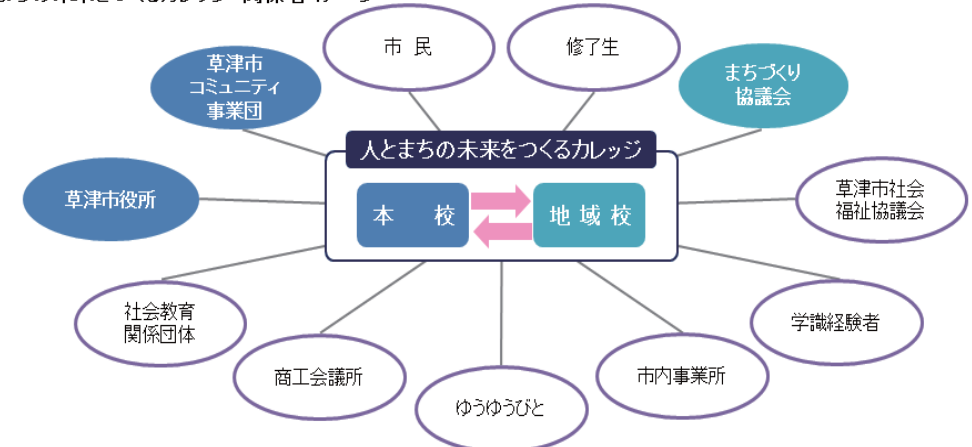 市 民
修了生
草津市
コミュニティ
事業団
まちづくり
協議会
人とまちの未来をつくるカレッジ
草津市役所
本 校
地 域 校
草津市社会
福祉協議会
社会教育
関係団体
学識経験者
商工会議所
市内事業所
ゆうゆうびと